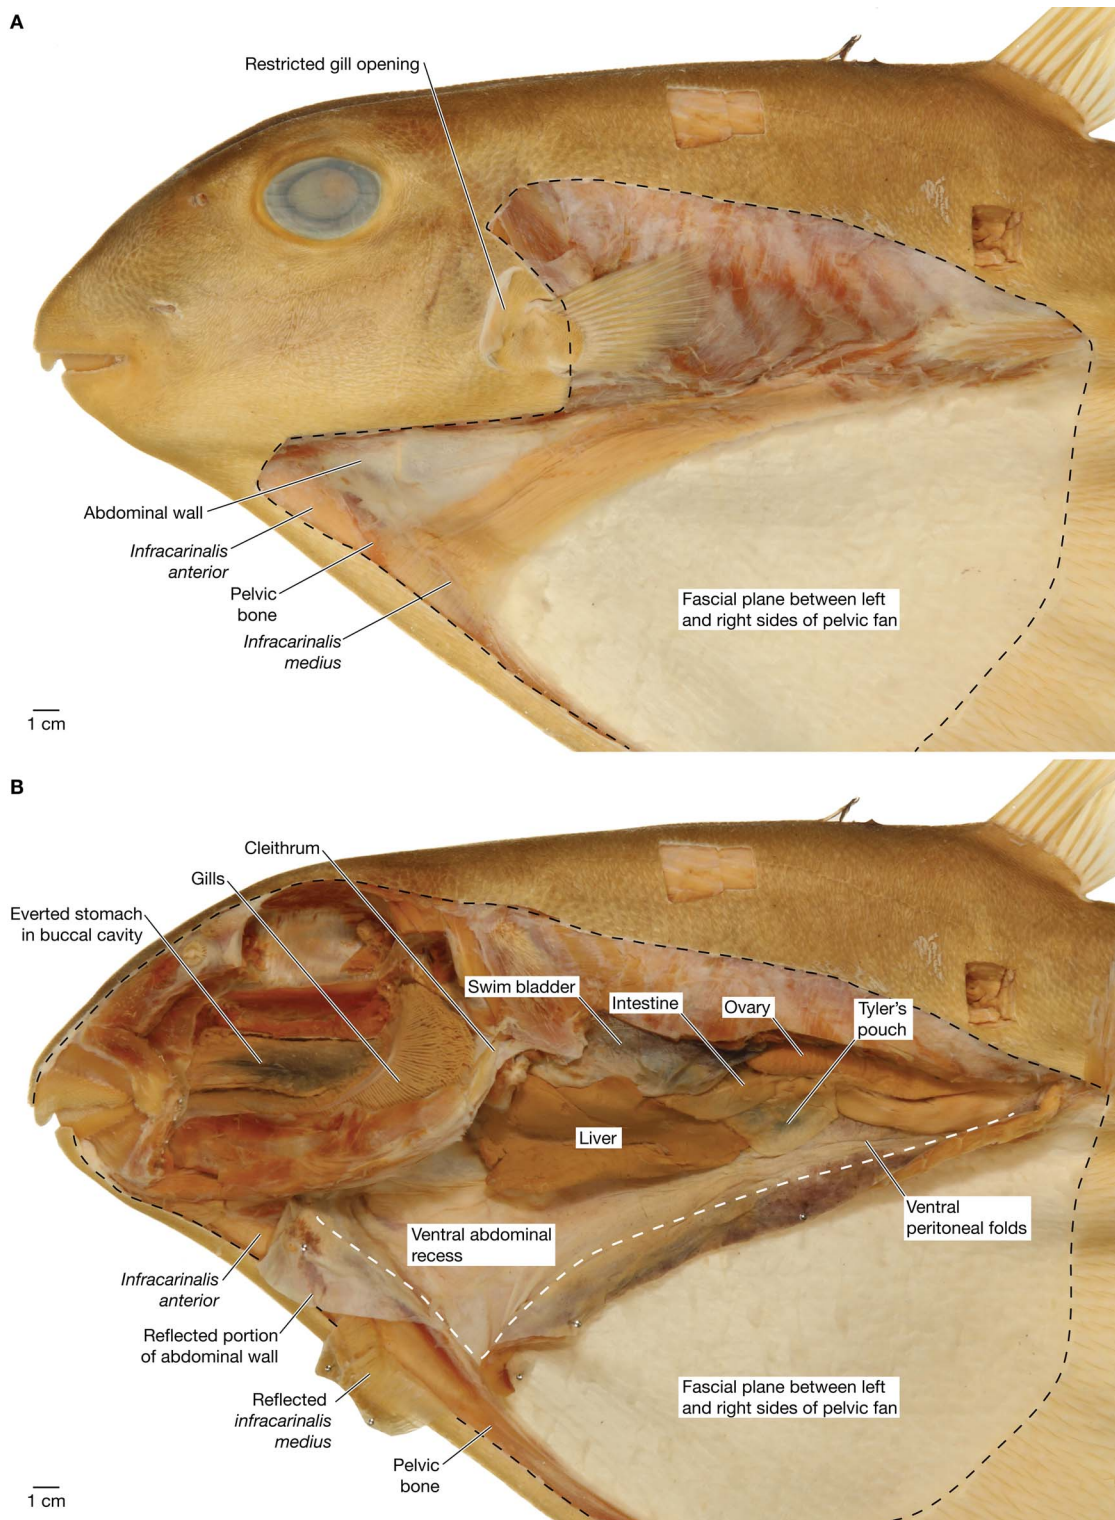 A
Restricted gill opening
Abdominal wall
Infracarinalis
anterior
Pelvic
bone
Infracarinalis
medius
Fascial plane between left
and right sides of pelvic fan
1 cm
B
Cleithrum
Gills
Everted stomach
in buccal cavity
Swim bladder
Intestine
Ovary
Tyler's
pouch
Liver
Ventral
peritoneal folds
Ventral abdominal
recess
Infracarinalis
anterior
Reflected portion
of abdominal wall
Reflected
infracarinalis
medius
Fascial plane between left
and right sides of pelvic fan
Pelvic
bone
1 cm